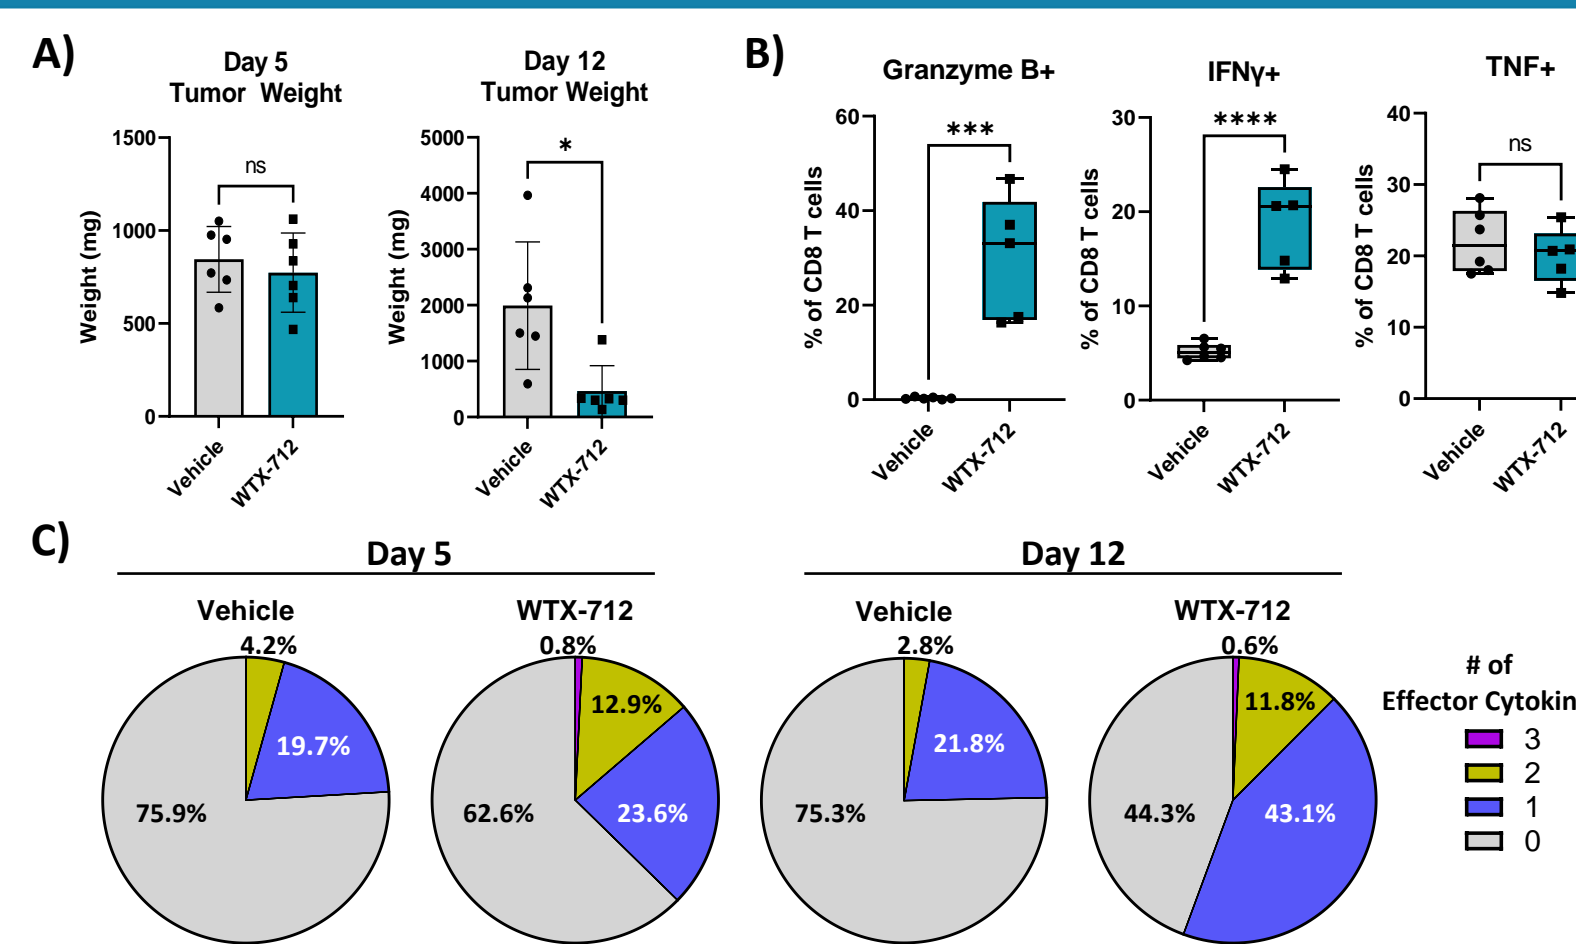 A)
Day 5
Tumor Weight
Weight (mg)
1500
1000
500
0
ns
Vehicle
WTX-712
Day 12
Tumor Weight
Weight (mg)
5000
4000
3000
2000
1000
0
*
Vehicle
WTX-712
B)
Granzyme B+
% of CD8 T cells
60
40
20
0
***
Vehicle
WTX-712
IFNγ+
% of CD8 T cells
30
20
10
0
****
Vehicle
WTX-712
TNF+
% of CD8 T cells
40
30
20
10
0
ns
Vehicle
WTX-712
C)
Day 5
Vehicle
4.2%
19.7%
75.9%
WTX-712
0.8%
12.9%
23.6%
62.6%
Day 12
Vehicle
2.8%
21.8%
75.3%
WTX-712
0.6%
11.8%
43.1%
44.3%
# of
Effector Cytokin
3
2
1
0